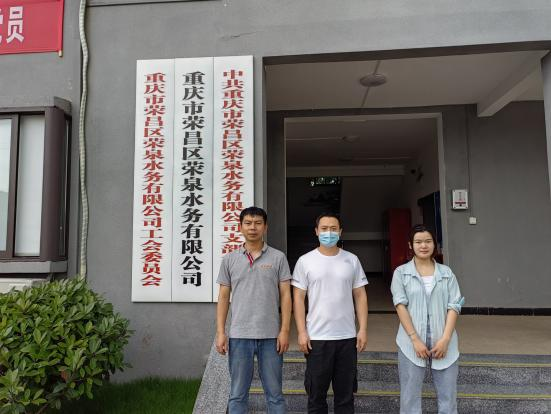 党员
重庆市荣昌区荣泉水务有限公司工会委员会
重庆市荣昌区荣泉水务有限公司
中共重庆市荣昌区荣泉水务有限公司支部